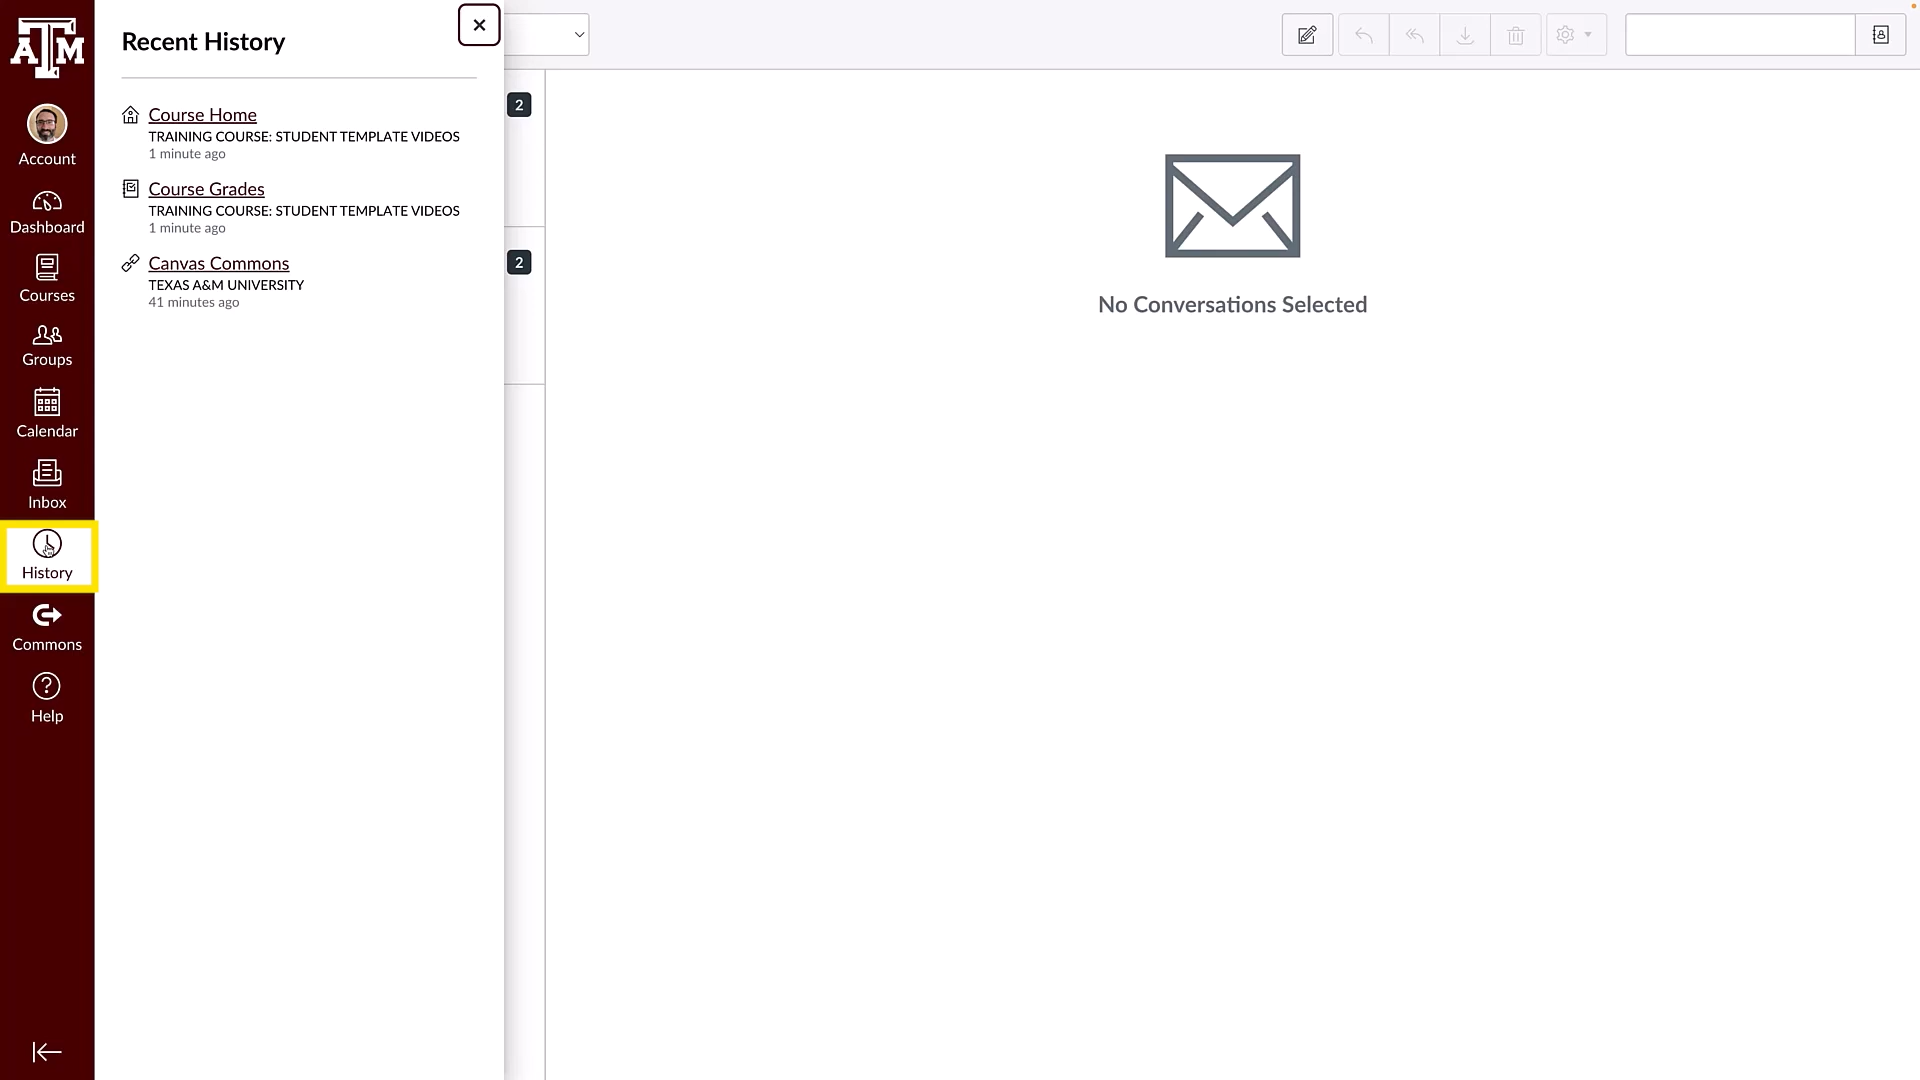 ATM
Account
Dashboard
Courses
Groups
Calendar
Inbox
History
Commons
Help
Recent History
Course Home
TRAINING COURSE: STUDENT TEMPLATE VIDEOS
1 minute ago
Course Grades
TRAINING COURSE: STUDENT TEMPLATE VIDEOS
1 minute ago
Canvas Commons
TEXAS A&M UNIVERSITY
41 minutes ago
2
2
No Conversations Selected